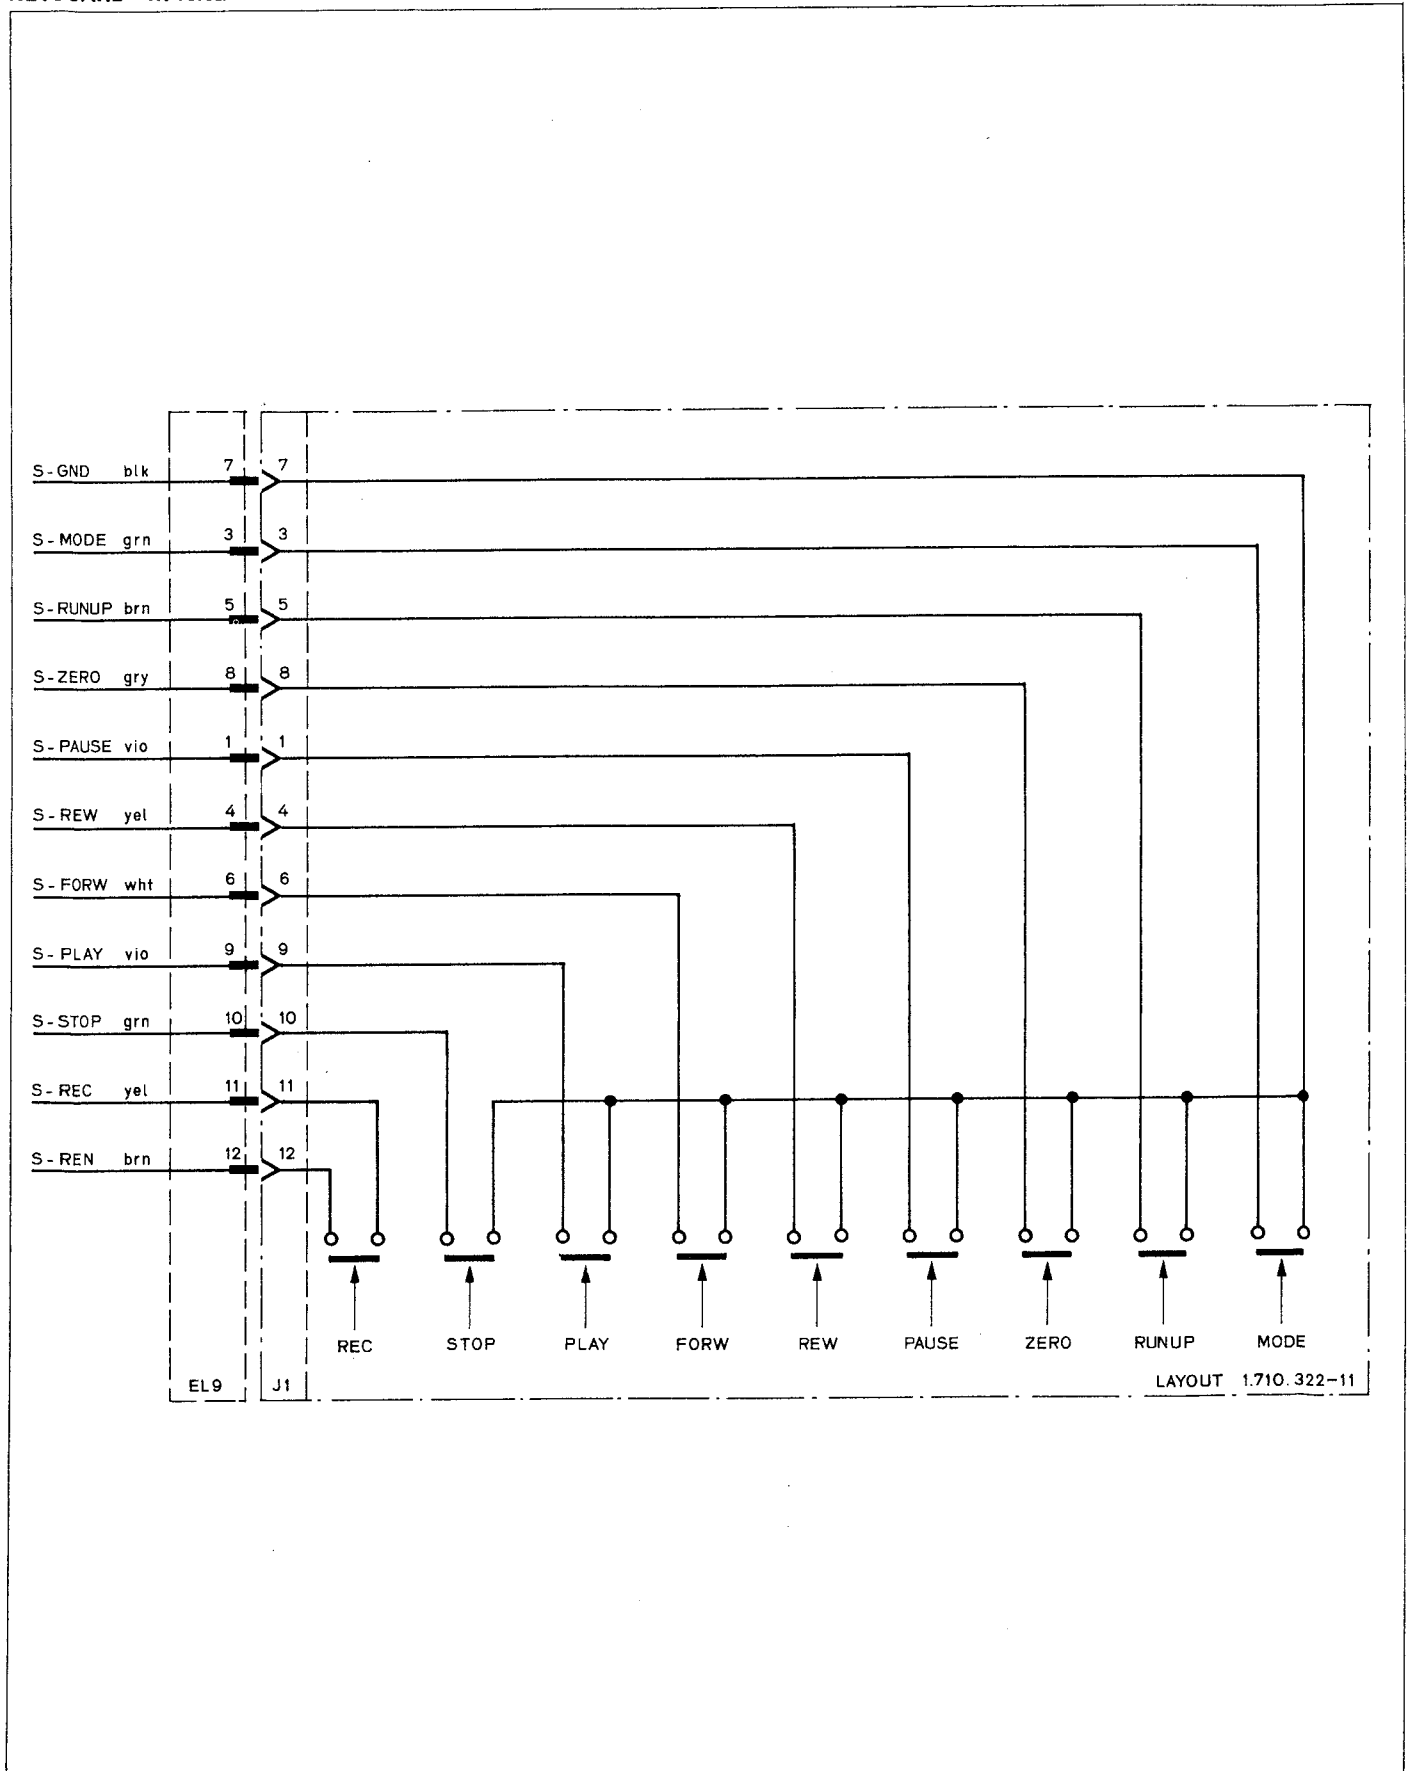 S-GND blk 7 7
S-MODE grn 3 3
S-RUNUP brn 5 5
S-ZERO gry 8 8
S-PAUSE vio 1 1
S-REW yel 4 4
S-FORW wht 6 6
S-PLAY vio 9 9
S-STOP grn 10 10
S-REC yel 11 11
S-REN brn 12 12
REC STOP PLAY FORW REW PAUSE ZERO RUNUP MODE
EL9 J1 LAYOUT 1.710.322-11